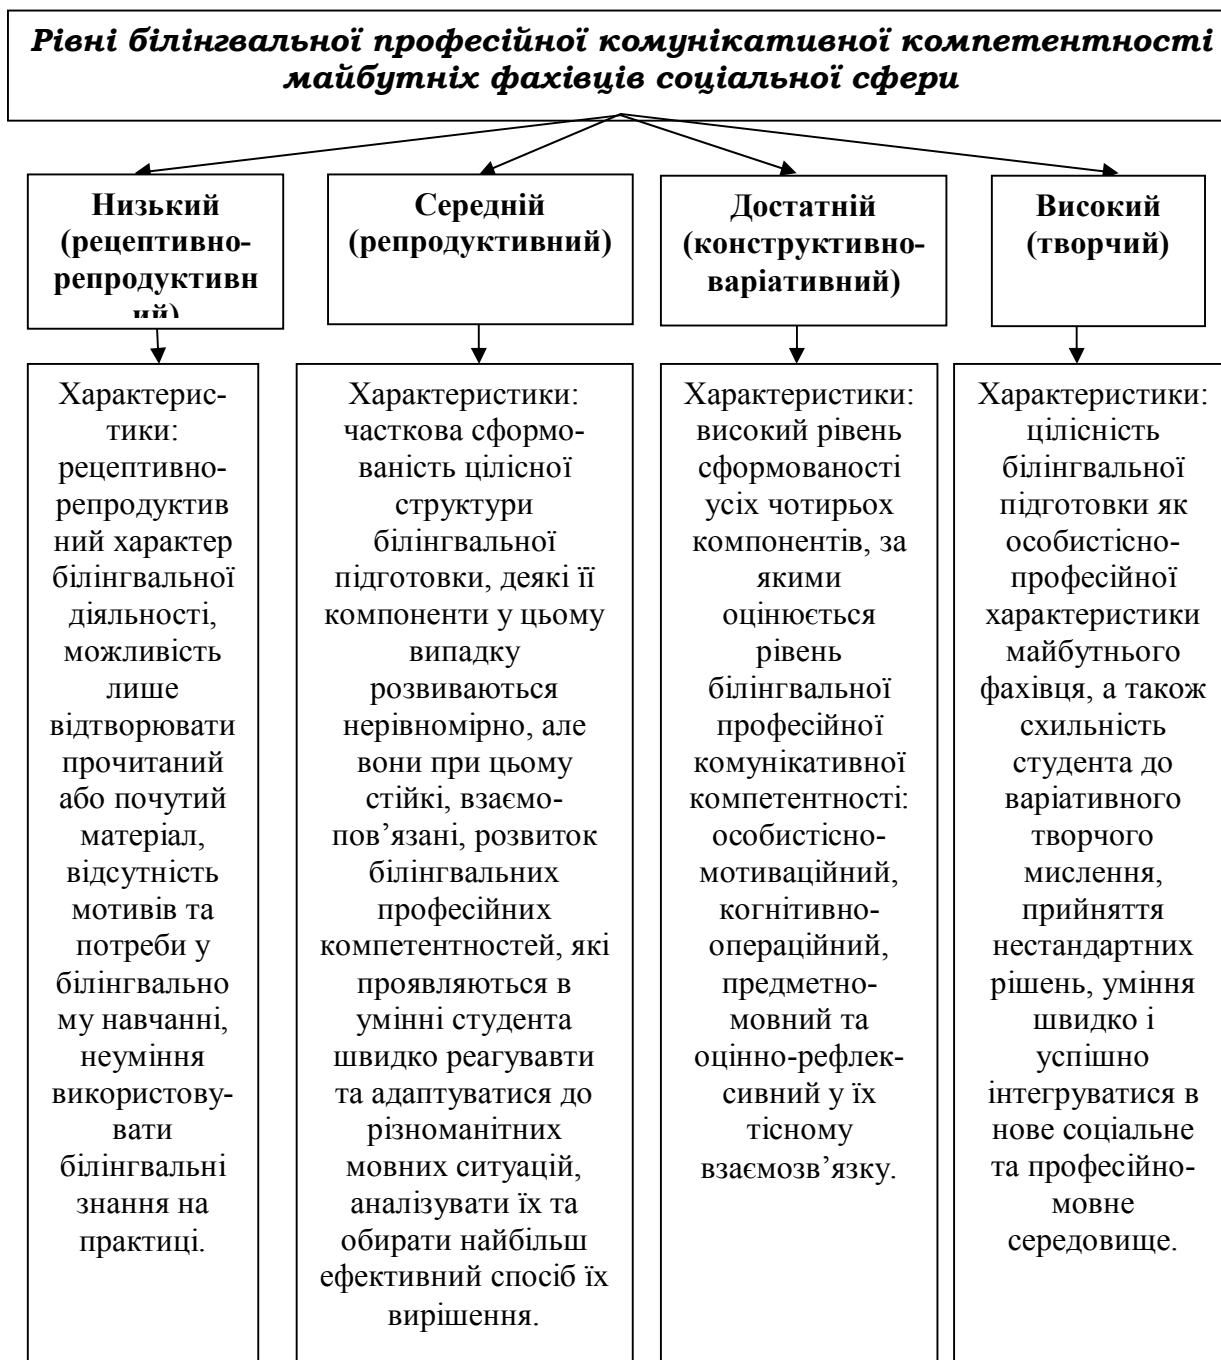 Рівні білінгвальної професійної комунікативної компетентності
майбутніх фахівців соціальної сфери
Низький
(рецептивно-
репродуктивн
ий)
Середній
(репродуктивний)
Достатній
(конструктивно-
варіативний)
Високий
(творчий)
Характерис-
тики:
рецептивно-
репродуктив
ний характер
білінгвальної
діяльності,
можливість
лише
відтворювати
прочитаний
або почутий
матеріал,
відсутність
мотивів та
потреби у
білінгвально
му навчанні,
неуміння
використову-
вати
білінгвальні
знання на
практиці.
Характеристики:
часткова сформо-
ваність цілісної
структури
білінгвальної
підготовки, деякі її
компоненти у цьому
випадку
розвиваються
нерівномірно, але
вони при цьому
стійкі, взаємо-
пов’язані, розвиток
білінгвальних
професійних
компетентностей, які
проявляються в
умінні студента
швидко реагувавти
та адаптуватися до
різноманітних
мовних ситуацій,
аналізувати їх та
обирати найбільш
ефективний спосіб їх
вирішення.
Характеристики:
високий рівень
сформованості
усіх чотирьох
компонентів, за
якими
оцінюється
рівень
білінгвальної
професійної
комунікативної
компетентності:
особистісно-
мотиваційний,
когнітивно-
операційний,
предметно-
мовний та
оцінно-рефлек-
сивний у їх
тісному
взаємозв’язку.
Характеристики:
цілісність
білінгвальної
підготовки як
особистісно-
професійної
характеристики
майбутнього
фахівця, а також
схильність
студента до
варіативного
творчого
мислення,
прийняття
нестандартних
рішень, уміння
швидко і
успішно
інтегруватися в
нове соціальне
та професійно-
мовне
середовище.